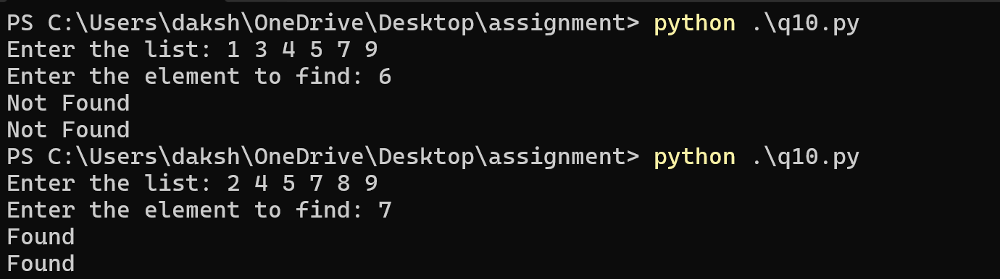 PS C:\Users\daksh\OneDrive\Desktop\assignment> python .\q10.py
Enter the list: 1 3 4 5 7 9
Enter the element to find: 6
Not Found
Not Found
PS C:\Users\daksh\OneDrive\Desktop\assignment> python .\q10.py
Enter the list: 2 4 5 7 8 9
Enter the element to find: 7
Found
Found